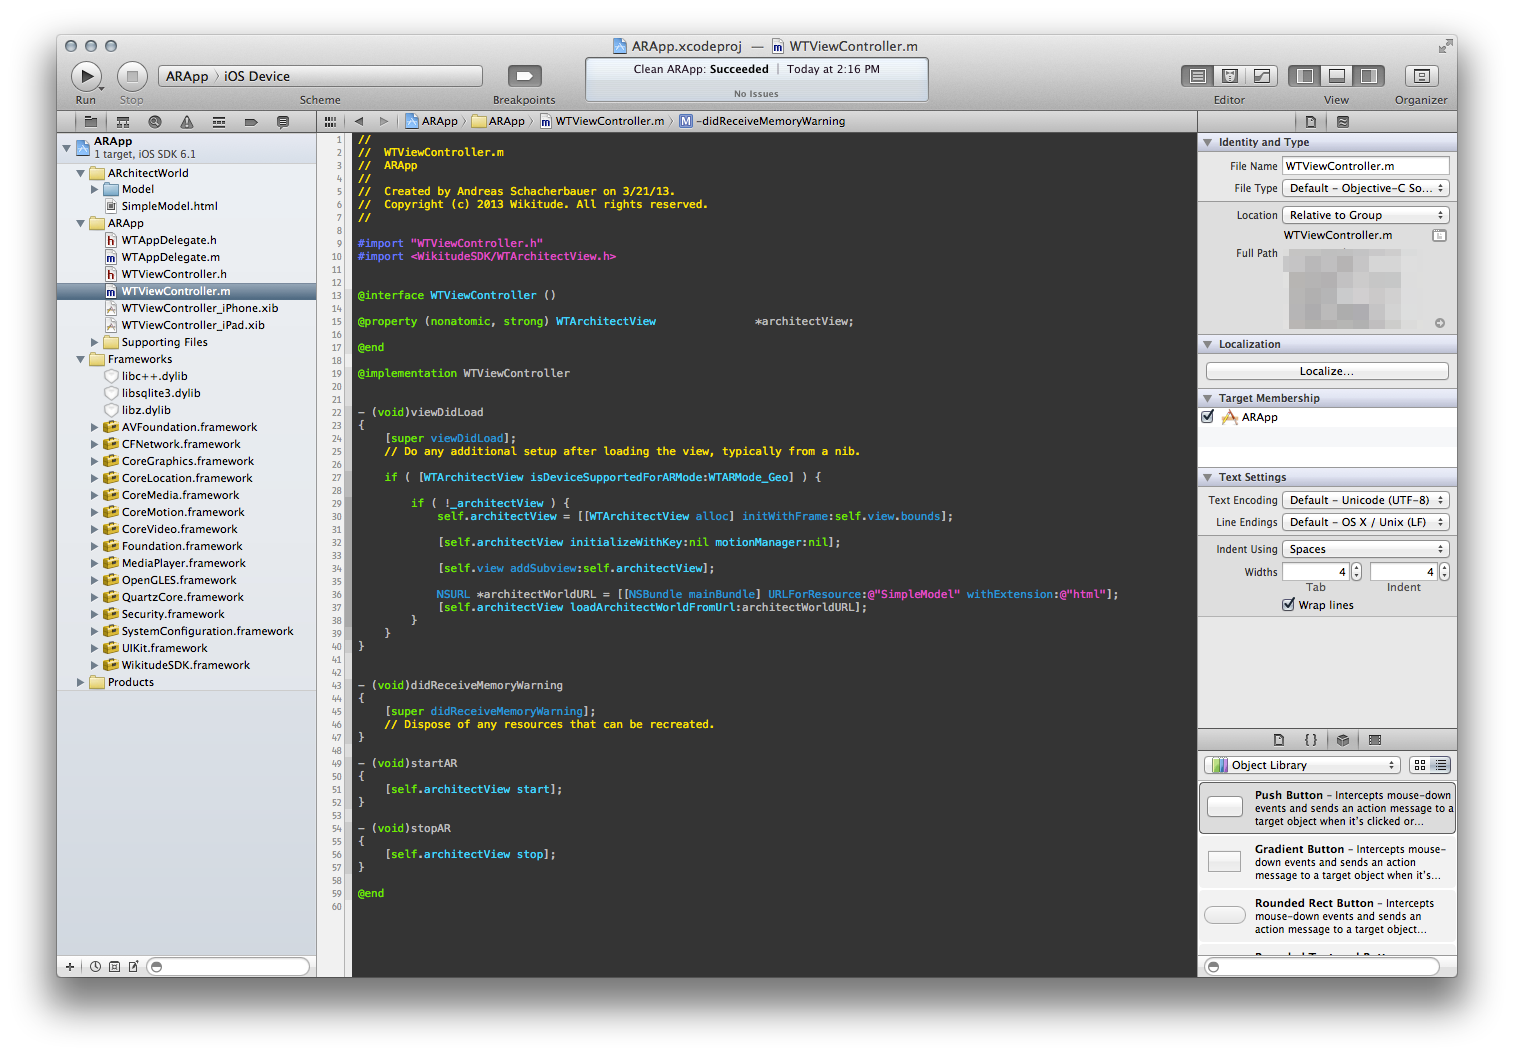 ARApp.xcodeproj — WTViewController.m
Run Stop
ARApp › iOS Device
Scheme
Breakpoints
Clean ARApp: Succeeded | Today at 2:16 PM
No Issues
Editor View Organizer
ARApp
1 target, iOS SDK 6.1
ARchitectWorld
Model
SimpleModel.html
ARApp
WTAppDelegate.h
WTAppDelegate.m
WTViewController.h
WTViewController.m
WTViewController_iPhone.xib
WTViewController_iPad.xib
Supporting Files
Frameworks
libc++.dylib
libsqlite3.dylib
libz.dylib
AVFoundation.framework
CFNetwork.framework
CoreGraphics.framework
CoreLocation.framework
CoreMedia.framework
CoreMotion.framework
CoreVideo.framework
Foundation.framework
MediaPlayer.framework
OpenGLES.framework
QuartzCore.framework
Security.framework
SystemConfiguration.framework
UIKit.framework
WikitudeSDK.framework
Products
ARApp › ARApp › WTViewController.m › M -didReceiveMemoryWarning
1 //
2 //  WTViewController.m
3 //  ARApp
4 //
5 //  Created by Andreas Schacherbauer on 3/21/13.
6 //  Copyright (c) 2013 Wikitude. All rights reserved.
7 //
8
9 #import "WTViewController.h"
10 #import <WikitudeSDK/WTArchitectView.h>
11
12
13 @interface WTViewController ()
14
15 @property (nonatomic, strong) WTArchitectView               *architectView;
16
17 @end
18
19 @implementation WTViewController
20
21
22 - (void)viewDidLoad
23 {
24     [super viewDidLoad];
25     // Do any additional setup after loading the view, typically from a nib.
26
27     if ( [WTArchitectView isDeviceSupportedForARMode:WTARMode_Geo] ) {
28
29         if ( !_architectView ) {
30             self.architectView = [[WTArchitectView alloc] initWithFrame:self.view.bounds];
31
32             [self.architectView initializeWithKey:nil motionManager:nil];
33
34             [self.view addSubview:self.architectView];
35
36             NSURL *architectWorldURL = [[NSBundle mainBundle] URLForResource:@"SimpleModel" withExtension:@"html"];
37             [self.architectView loadArchitectWorldFromUrl:architectWorldURL];
38         }
39     }
40 }
41
42
43 - (void)didReceiveMemoryWarning
44 {
45     [super didReceiveMemoryWarning];
46     // Dispose of any resources that can be recreated.
47 }
48
49 - (void)startAR
50 {
51     [self.architectView start];
52 }
53
54 - (void)stopAR
55 {
56     [self.architectView stop];
57 }
58
59 @end
60
Identity and Type
File Name WTViewController.m
File Type Default - Objective-C So...
Location Relative to Group
WTViewController.m
Full Path
Localization
Localize...
Target Membership
ARApp
Text Settings
Text Encoding Default - Unicode (UTF-8)
Line Endings Default - OS X / Unix (LF)
Indent Using Spaces
Widths 4 4
Tab Indent
Wrap lines
{ }
Object Library
Push Button - Intercepts mouse-down
events and sends an action message to a
target object when it's clicked or...
Gradient Button - Intercepts mouse-
down events and sends an action
message to a target object when it's...
Rounded Rect Button - Intercepts
mouse-down events and sends an
action message to a target object...